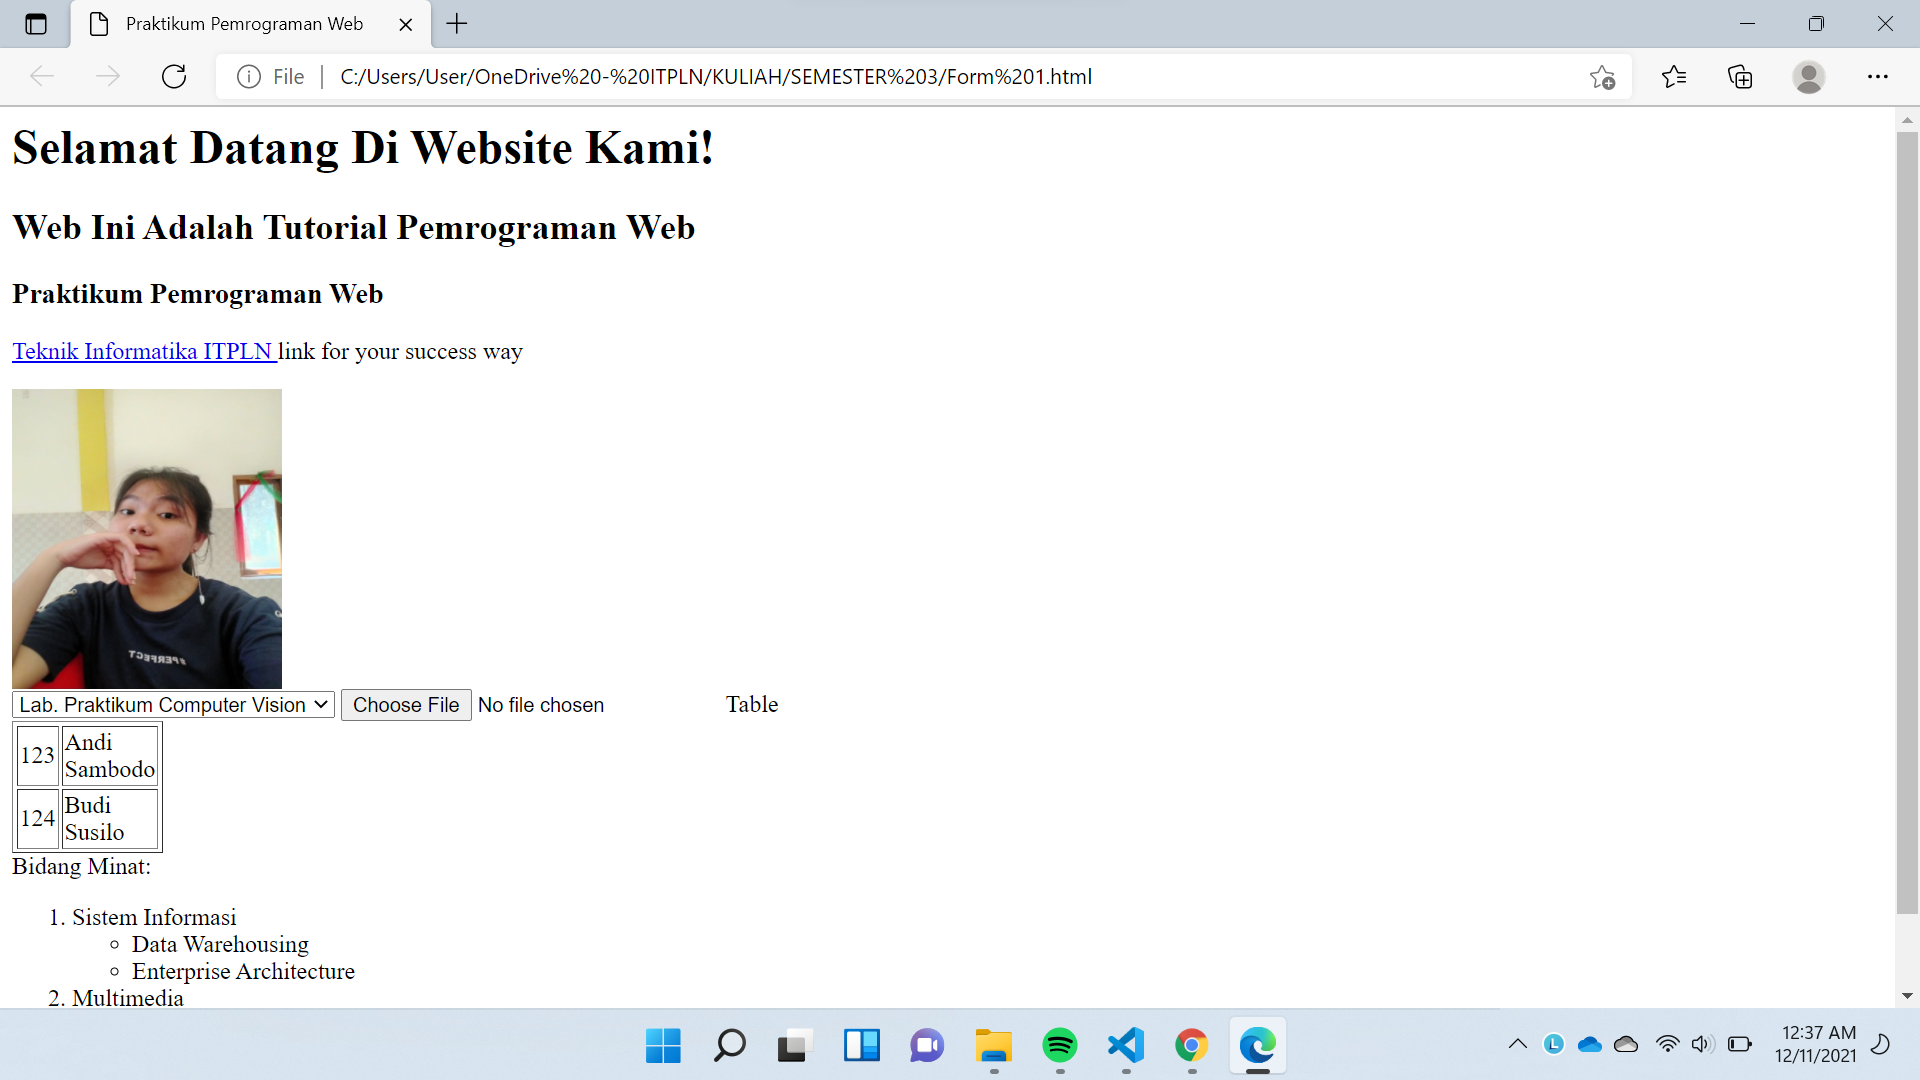 Praktikum Pemrograman Web
File | C:/Users/User/OneDrive%20-%20ITPLN/KULIAH/SEMESTER%203/Form%201.html
Selamat Datang Di Website Kami!
Web Ini Adalah Tutorial Pemrograman Web
Praktikum Pemrograman Web
Teknik Informatika ITPLN link for your success way
#PERFECT
Lab. Praktikum Computer Vision Choose File No file chosen Table
123 Andi
Sambodo
124 Budi
Susilo
Bidang Minat:
1. Sistem Informasi
Data Warehousing
Enterprise Architecture
2. Multimedia
L
12:37 AM
12/11/2021